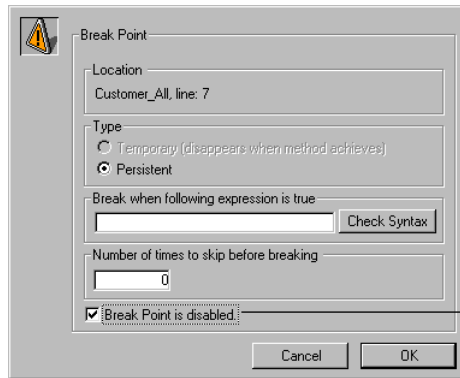 Break Point
Location
Customer_All, line: 7
Type
Temporary (disappears when method achieves)
Persistent
Break when following expression is true
Check Syntax
Number of times to skip before breaking
0
Break Point is disabled.
Cancel
OK